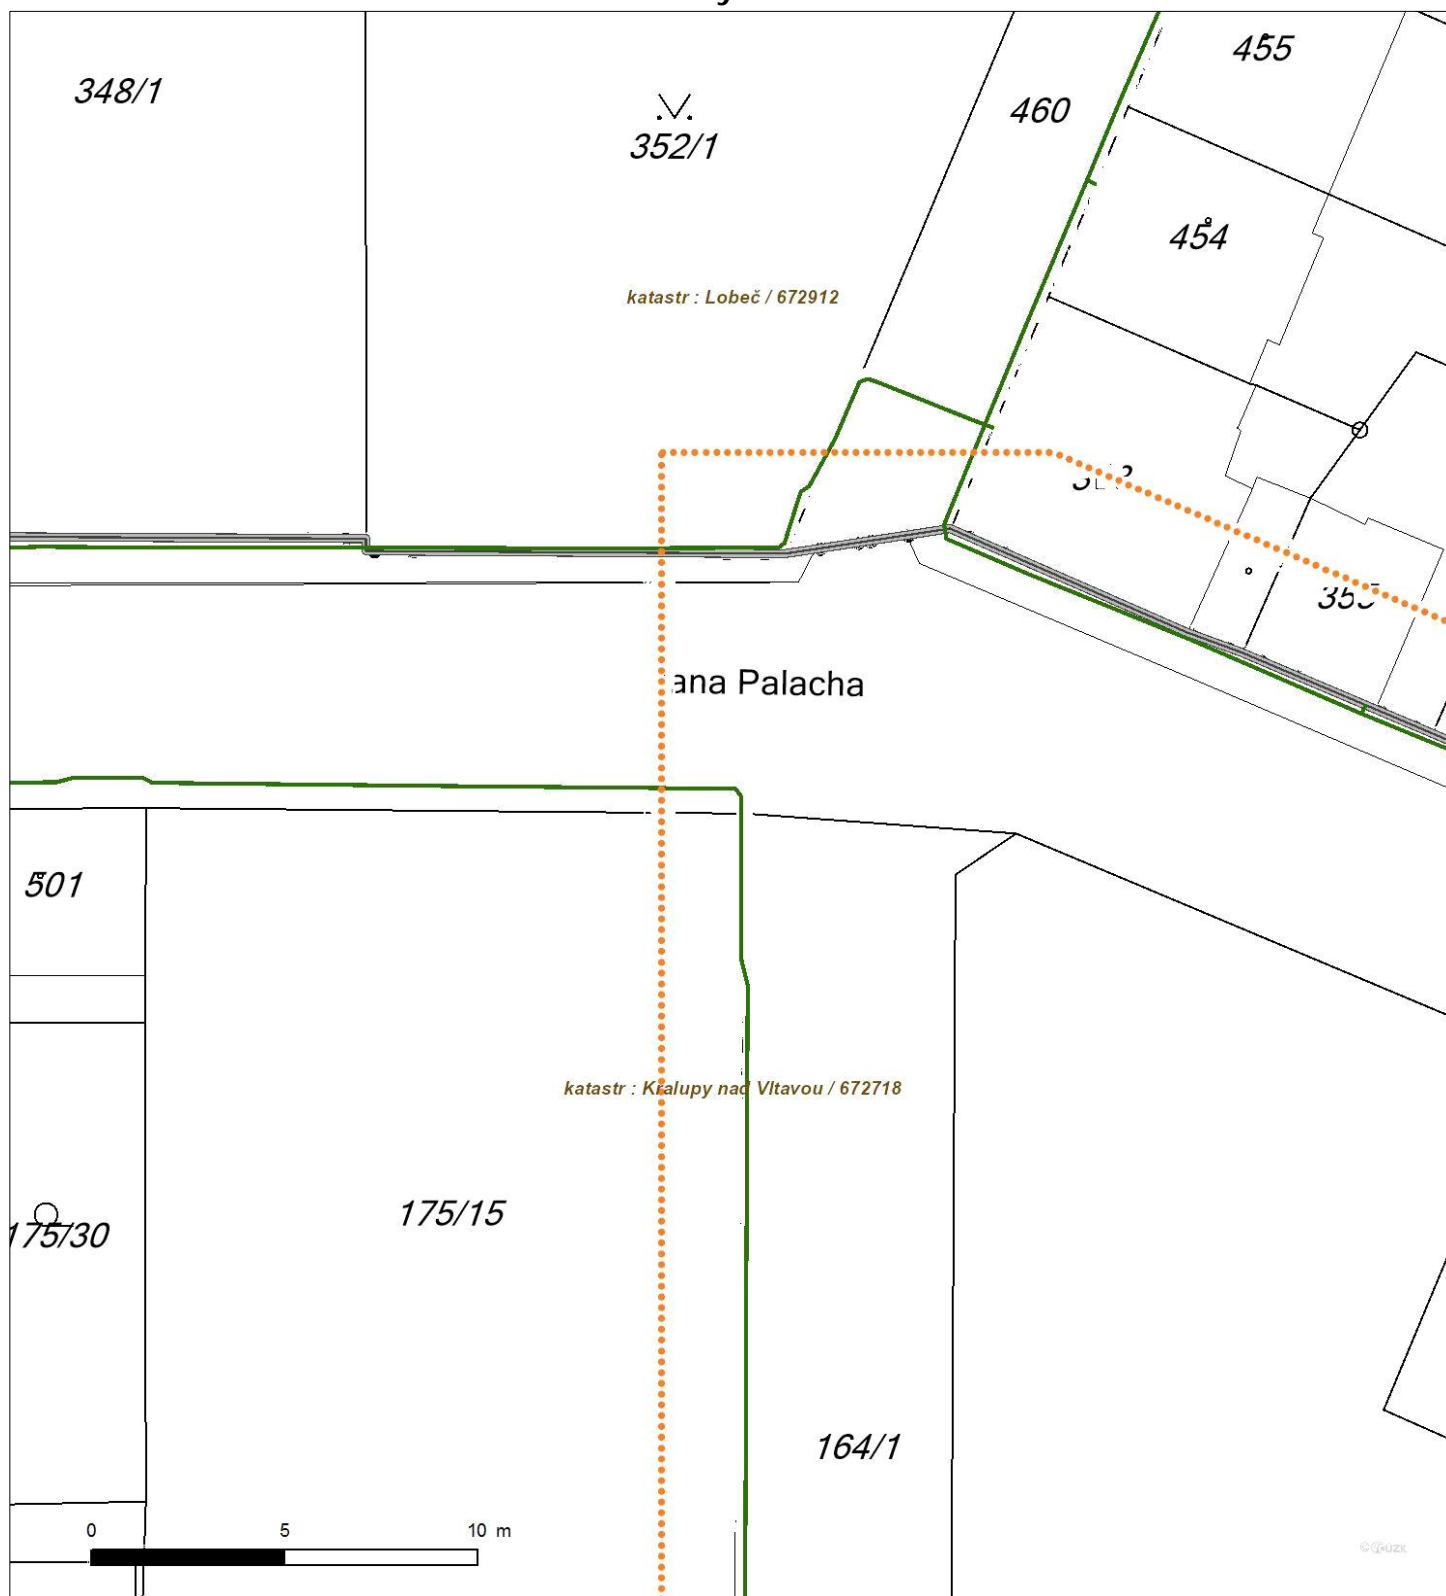 455
348/1
460
352/1
454
katastr : Lobeč / 672912
ana Palacha
501
katastr : Kralupy nad Vltavou / 672718
175/15
175/30
164/1
0 5 10 m